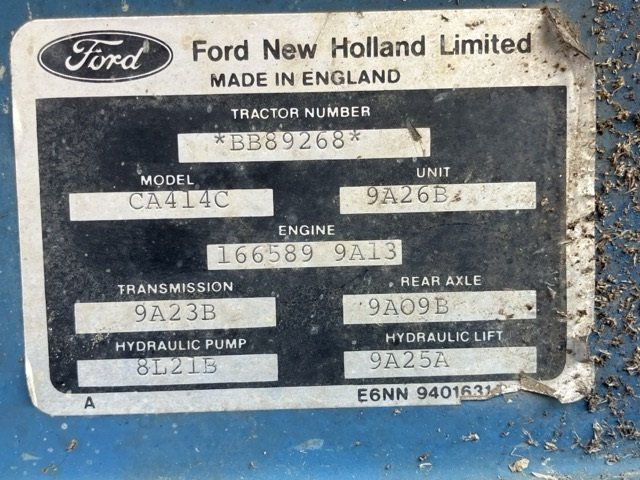 Ford Ford New Holland Limited
MADE IN ENGLAND
TRACTOR NUMBER
*BB89268*
MODEL UNIT
CA414C 9A26B
ENGINE
166589 9A13
TRANSMISSION REAR AXLE
9A23B 9A09B
HYDRAULIC PUMP HYDRAULIC LIFT
8L21B 9A25A
A E6NN 9401631